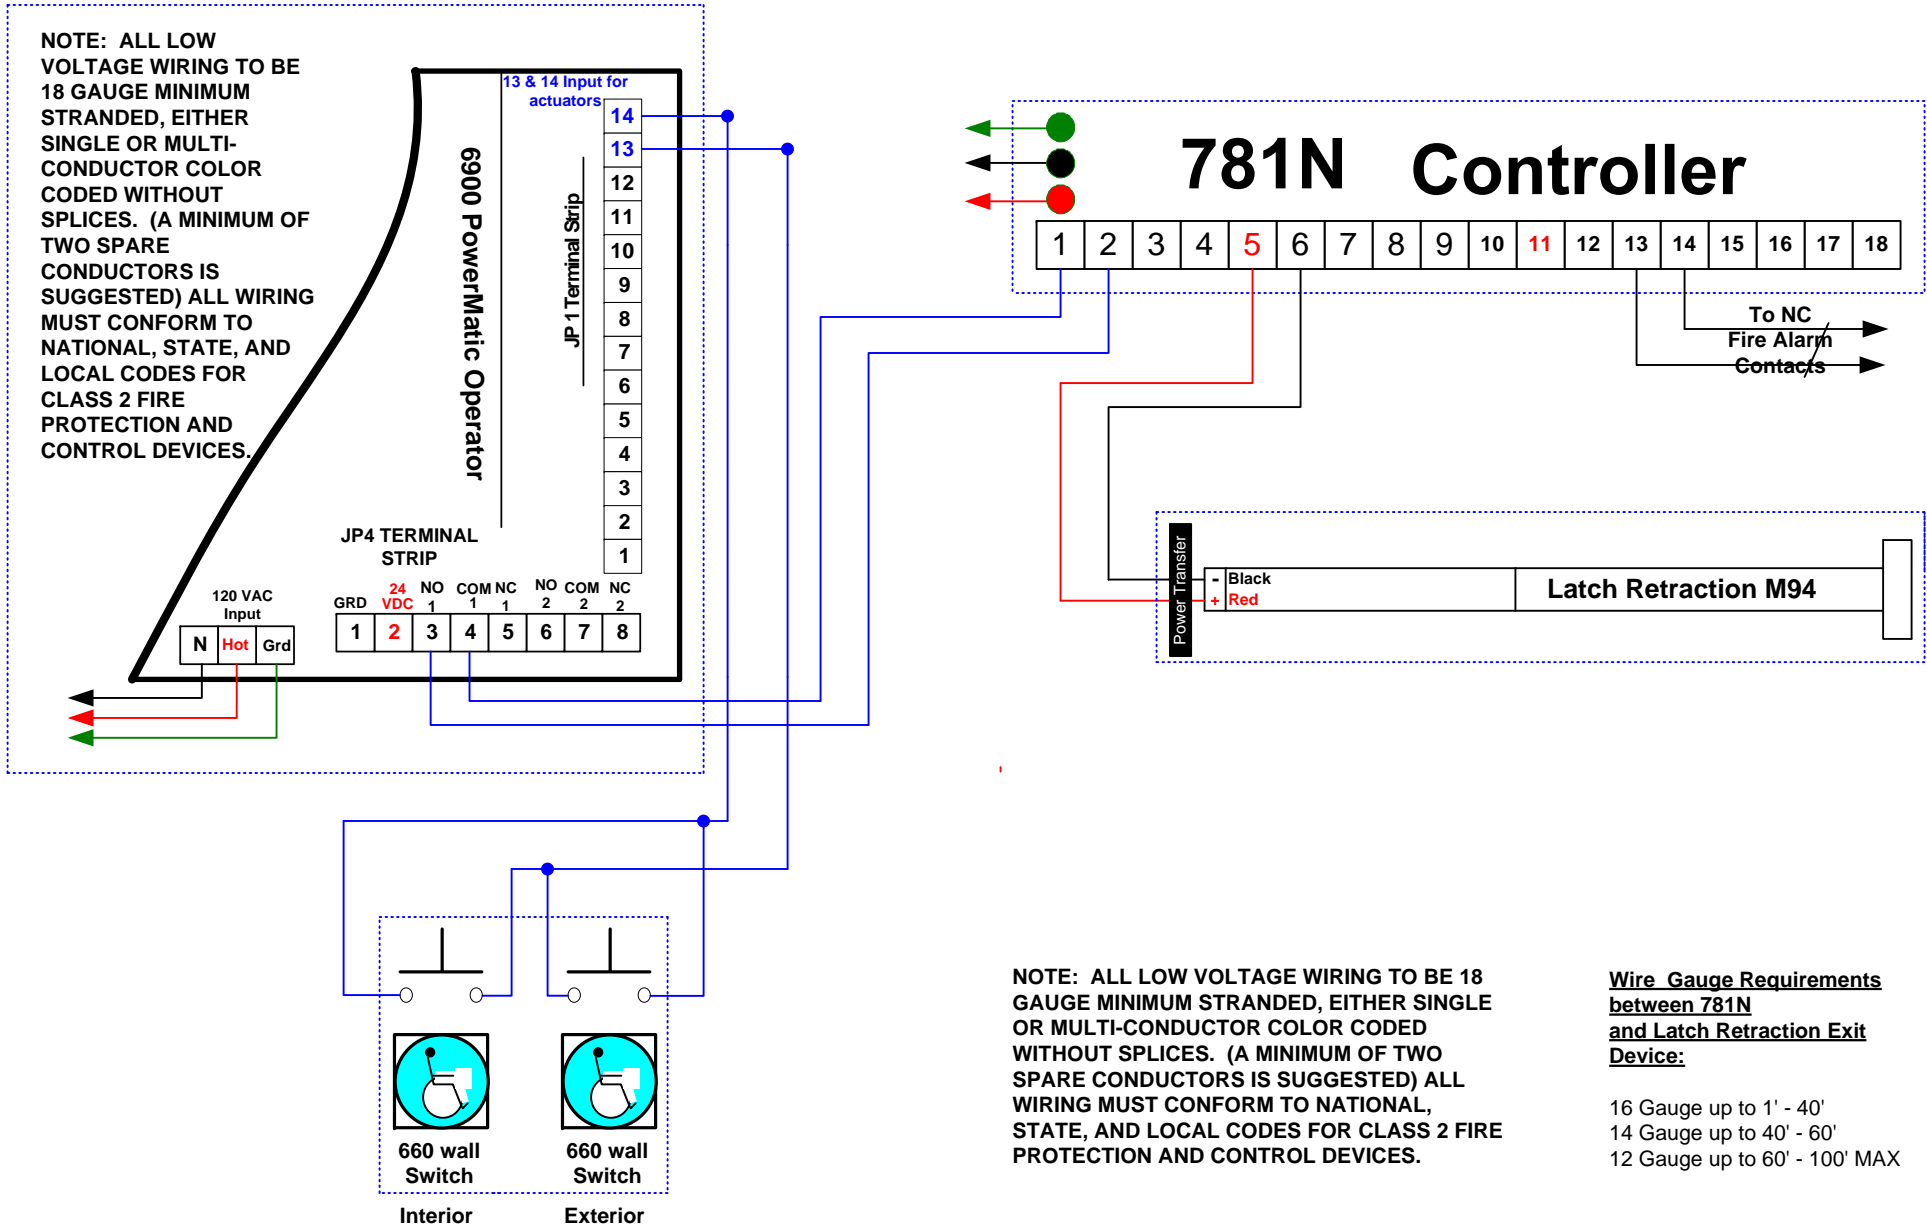 NOTE:  ALL LOW
VOLTAGE WIRING TO BE
18 GAUGE MINIMUM
STRANDED, EITHER
SINGLE OR MULTI-
CONDUCTOR COLOR
CODED WITHOUT
SPLICES.  (A MINIMUM OF
TWO SPARE
CONDUCTORS IS
SUGGESTED) ALL WIRING
MUST CONFORM TO
NATIONAL, STATE, AND
LOCAL CODES FOR
CLASS 2 FIRE
PROTECTION AND
CONTROL DEVICES.
13 & 14 Input for
actuators
14
13
12
11
10
9
8
7
6
5
4
3
2
1
6900 PowerMatic Operator
JP 1 Terminal Strip
JP4 TERMINAL
STRIP
GRD 24 VDC NO 1 COM 1 NC 1 NO 2 COM 2 NC 2
1 2 3 4 5 6 7 8
120 VAC
Input
N Hot Grd
781N Controller
1 2 3 4 5 6 7 8 9 10 11 12 13 14 15 16 17 18
To NC
Fire Alarm
Contacts
Power Transfer
- Black
+ Red
Latch Retraction M94
660 wall
Switch
Interior
660 wall
Switch
Exterior
NOTE:  ALL LOW VOLTAGE WIRING TO BE 18
GAUGE MINIMUM STRANDED, EITHER SINGLE
OR MULTI-CONDUCTOR COLOR CODED
WITHOUT SPLICES.  (A MINIMUM OF TWO
SPARE CONDUCTORS IS SUGGESTED) ALL
WIRING MUST CONFORM TO NATIONAL,
STATE, AND LOCAL CODES FOR CLASS 2 FIRE
PROTECTION AND CONTROL DEVICES.
Wire  Gauge Requirements
between 781N
and Latch Retraction Exit
Device:
16 Gauge up to 1' - 40'
14 Gauge up to 40' - 60'
12 Gauge up to 60' - 100' MAX